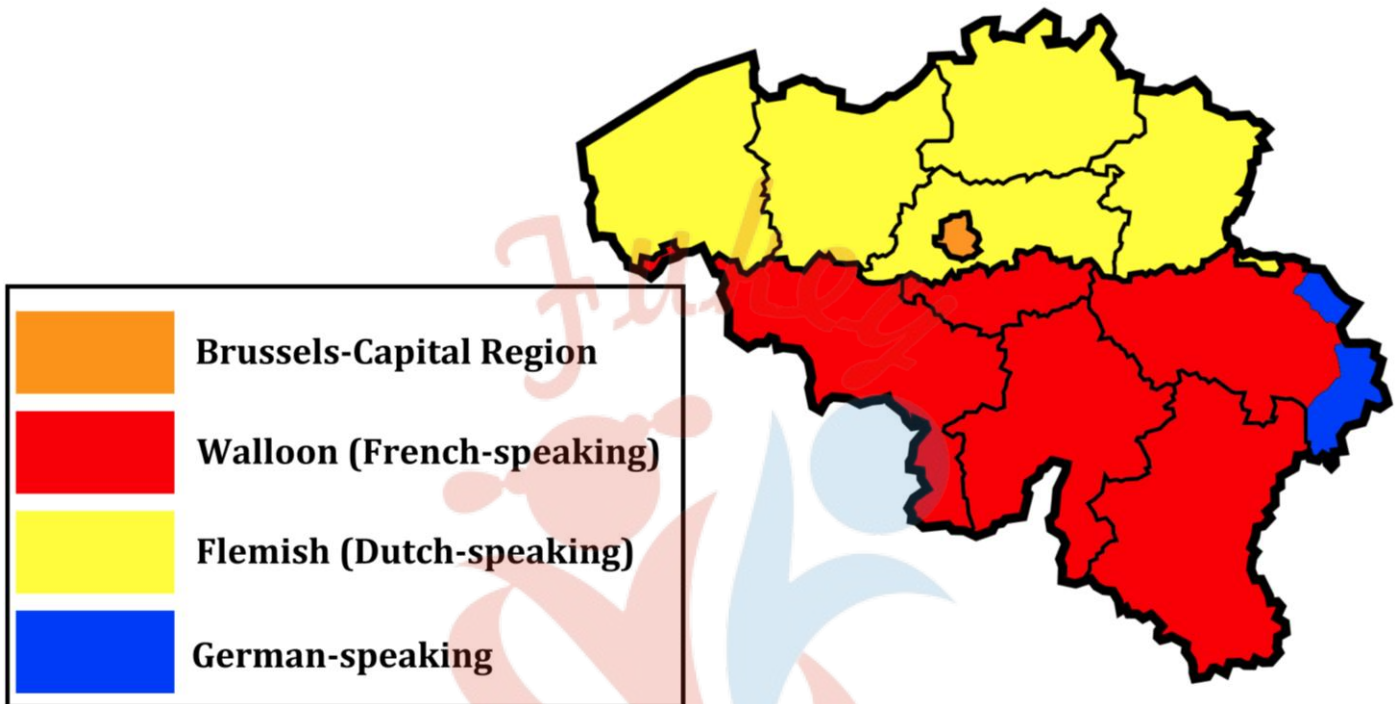 Brussels-Capital Region
Walloon (French-speaking)
Flemish (Dutch-speaking)
German-speaking